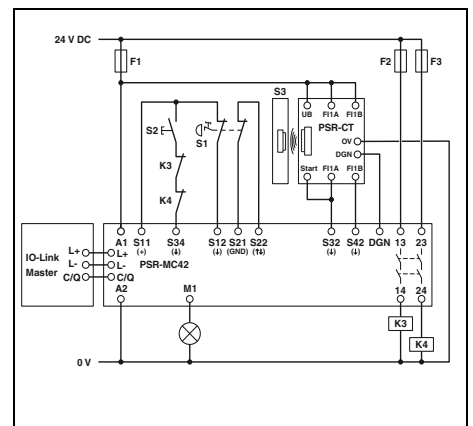 24 V DC
F1
F2
F3
S3
UB
FI1A
FI1B
PSR-CT
S2
S1
0V
DGN
K3
Start
FI1A
FI1B
K4
IO-Link
Master
L+
L-
C/Q
A1
S11
(+)
S34
(↓)
S12
(↓)
S21
(GND)
S22
(↑↓)
S32
(↓)
S42
(↓)
DGN
13
23
L+
L-
C/Q
PSR-MC42
A2
M1
14
24
K3
K4
0 V